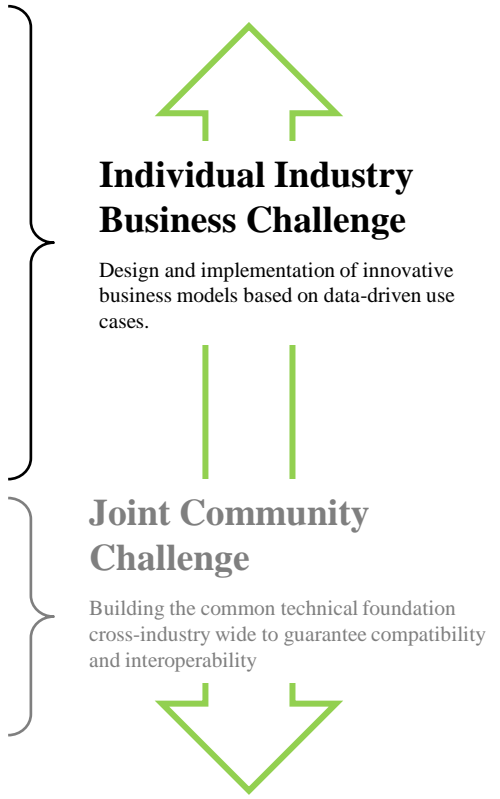 Individual Industry
Business Challenge
Design and implementation of innovative
business models based on data-driven use
cases.
Joint Community
Challenge
Building the common technical foundation
cross-industry wide to guarantee compatibility
and interoperability